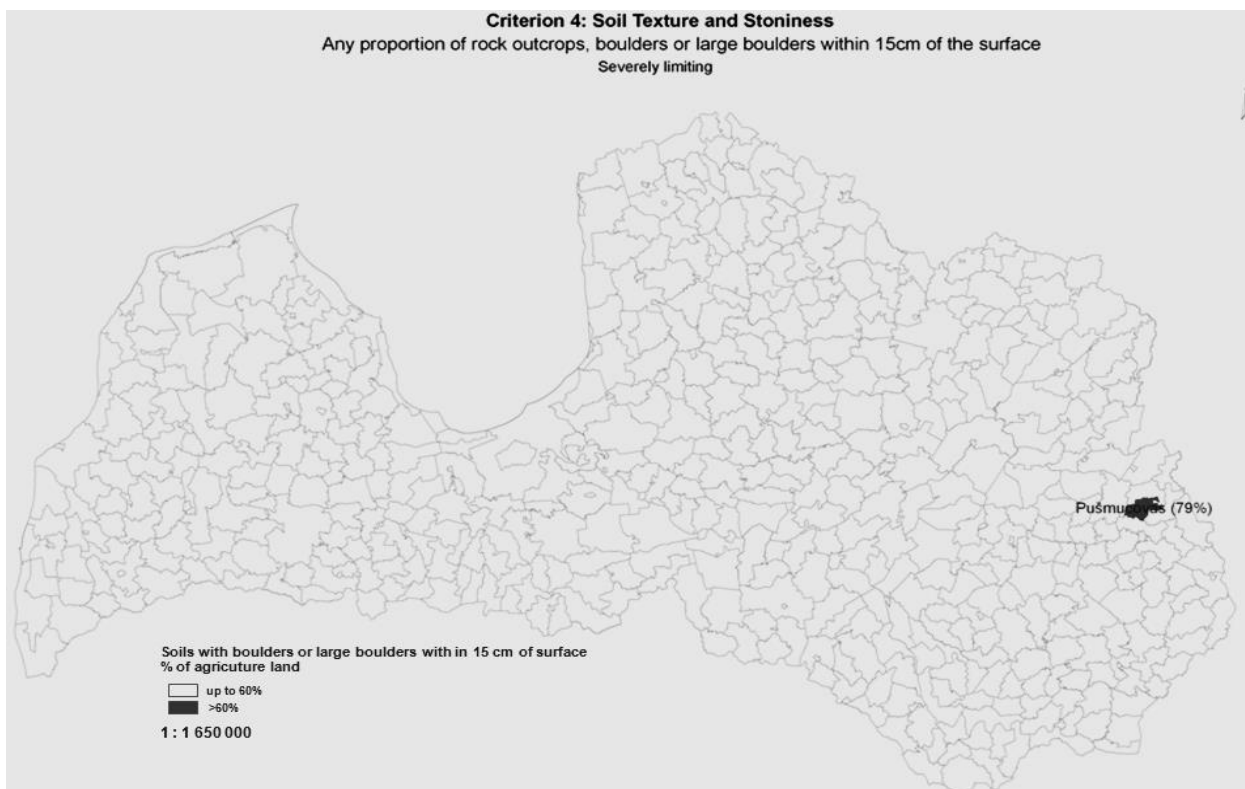 Criterion 4: Soil Texture and Stoniness
Any proportion of rock outcrops, boulders or large boulders within 15cm of the surface
Severely limiting
Pušmucovas (79%)
Soils with boulders or large boulders with in 15 cm of surface
% of agricuture land
up to 60%
>60%
1 : 1 650 000